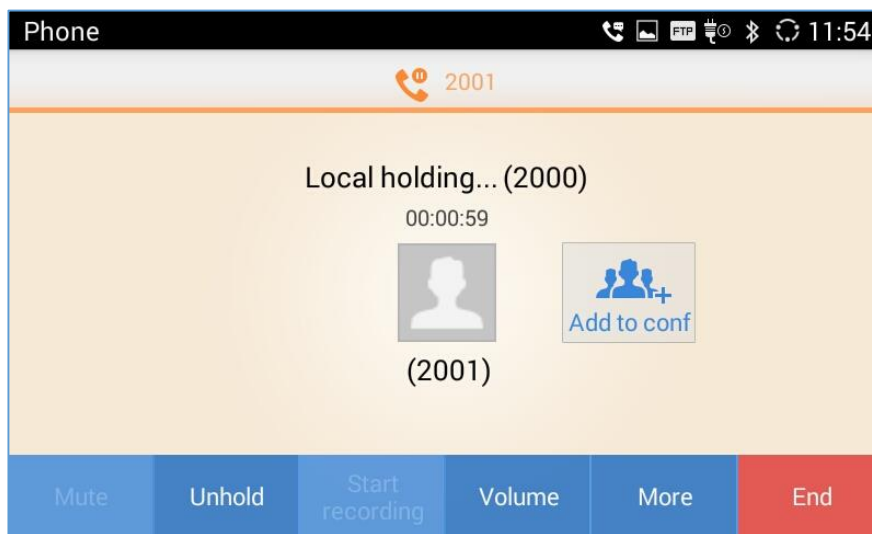 Phone
FTP
11:54
2001
Local holding... (2000)
00:00:59
Add to conf
(2001)
Mute
Unhold
Start
recording
Volume
More
End